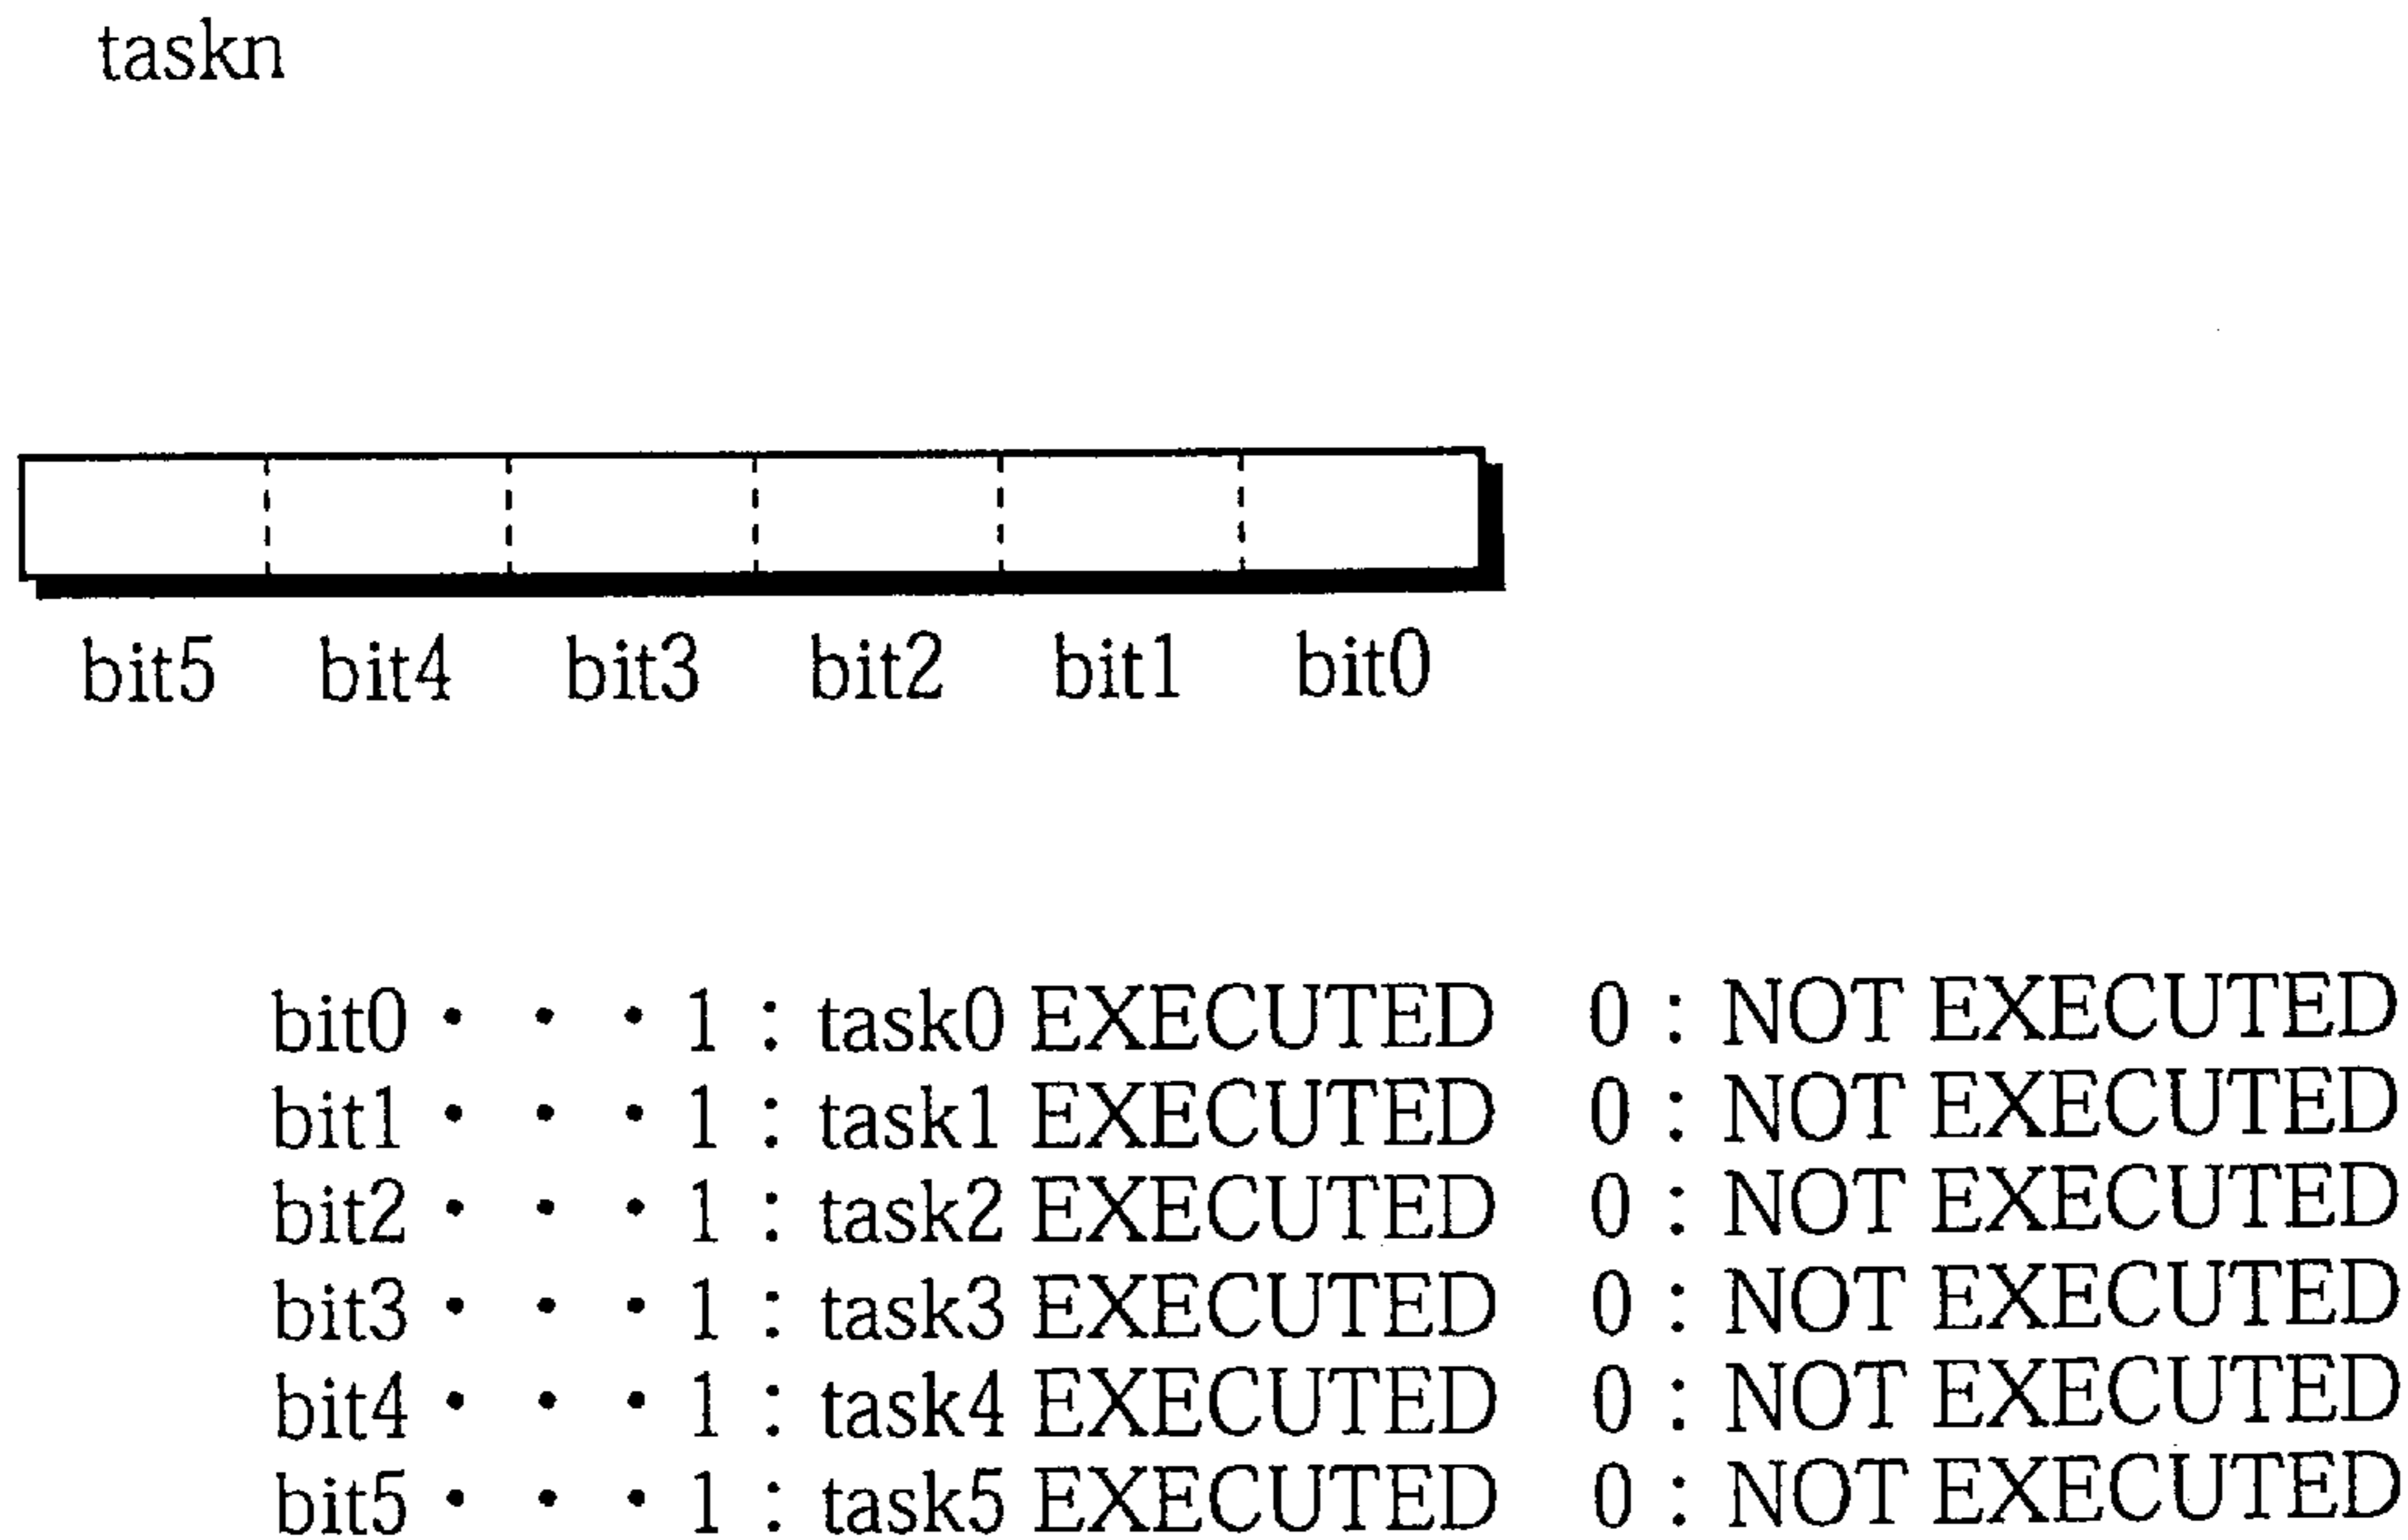 taskn
bit5 bit4 bit3 bit2 bit1 bit0
bit0 · · · 1 : task0 EXECUTED 0 : NOT EXECUTED
bit1 · · · 1 : task1 EXECUTED 0 : NOT EXECUTED
bit2 · · · 1 : task2 EXECUTED 0 : NOT EXECUTED
bit3 · · · 1 : task3 EXECUTED 0 : NOT EXECUTED
bit4 · · · 1 : task4 EXECUTED 0 : NOT EXECUTED
bit5 · · · 1 : task5 EXECUTED 0 : NOT EXECUTED